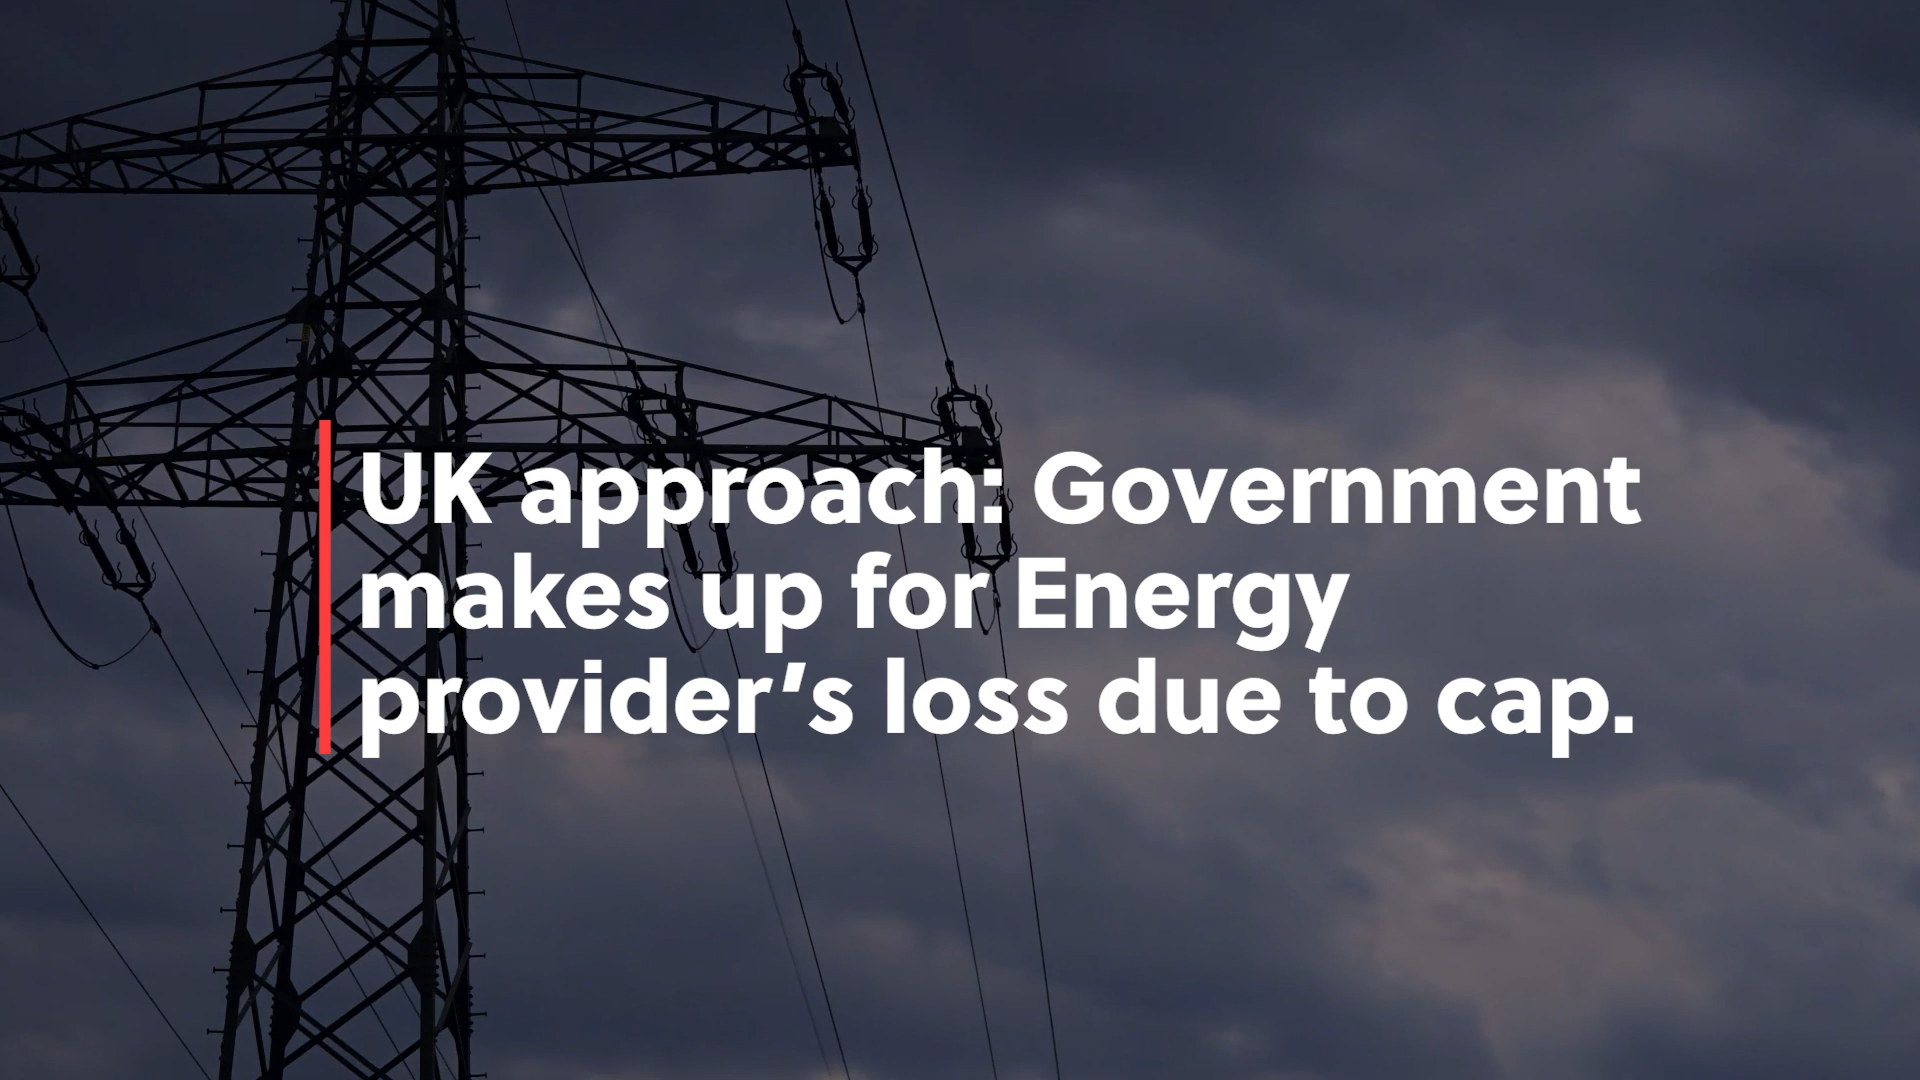 UK approach: Government
makes up for Energy
provider’s loss due to cap.